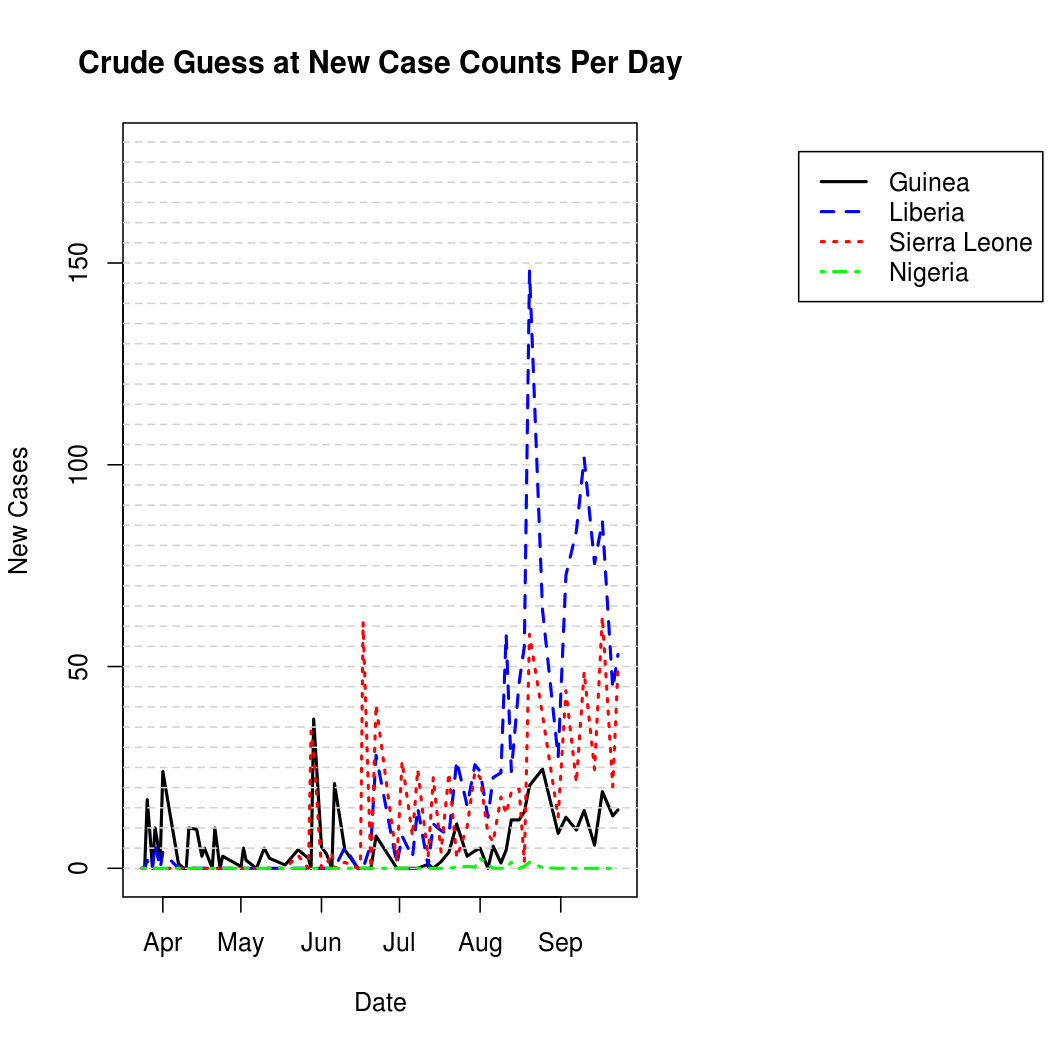 Crude Guess at New Case Counts Per Day
Guinea
Liberia
Sierra Leone
Nigeria
New Cases
150
100
50
0
Apr May Jun Jul Aug Sep
Date